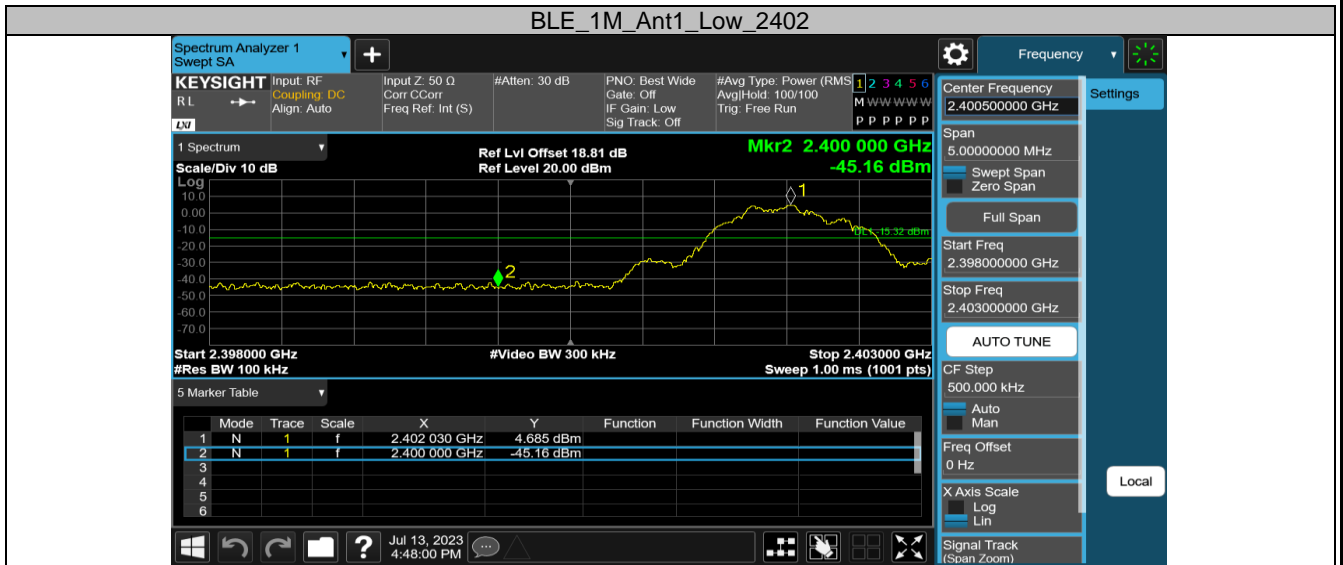 BLE_1M_Ant1_Low_2402
Spectrum Analyzer 1
Swept SA
+
Frequency
KEYSIGHT
RL
LXI
Input: RF
Coupling: DC
Align: Auto
Input Z: 50 Ω
Corr CCorr
Freq Ref: Int (S)
#Atten: 30 dB
PNO: Best Wide
Gate: Off
IF Gain: Low
Sig Track: Off
#Avg Type: Power (RMS
Avg|Hold: 100/100
Trig: Free Run
1 2 3 4 5 6
M W W W W W
P P P P P P
1 Spectrum
Scale/Div 10 dB
Ref Lvl Offset 18.81 dB
Ref Level 20.00 dBm
Mkr2 2.400 000 GHz
-45.16 dBm
Log
10.0
0.00
-10.0
-20.0
-30.0
-40.0
-50.0
-60.0
-70.0
1
2
DL1 -15.32 dBm
Start 2.398000 GHz
#Video BW 300 kHz
Stop 2.403000 GHz
#Res BW 100 kHz
Sweep 1.00 ms (1001 pts)
5 Marker Table
Mode Trace Scale X Y Function Function Width Function Value
1 N 1 f 2.402 030 GHz 4.685 dBm
2 N 1 f 2.400 000 GHz -45.16 dBm
3
4
5
6
?
Jul 13, 2023
4:48:00 PM
Center Frequency
2.400500000 GHz
Span
5.00000000 MHz
Swept Span
Zero Span
Full Span
Start Freq
2.398000000 GHz
Stop Freq
2.403000000 GHz
AUTO TUNE
CF Step
500.000 kHz
Auto
Man
Freq Offset
0 Hz
X Axis Scale
Log
Lin
Signal Track
(Span Zoom)
Settings
Local